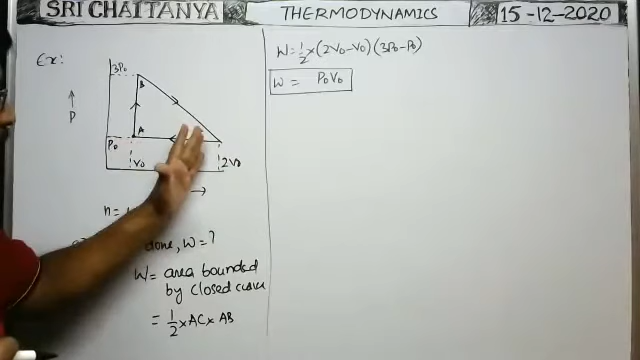 SRI CHAITANYA
THERMODYNAMICS
15-12-2020
Ex:
3P₀
B
P
A
P₀
V₀
2V₀
n=
done, W=?
W= area bounded
by closed curve
= 1/2 × AC × AB
W = 1/2 × (2V₀ - V₀) (3P₀ - P₀)
W = P₀V₀